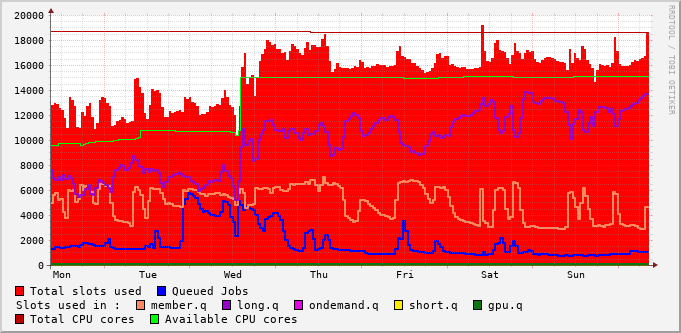 20000
18000
16000
14000
12000
10000
8000
6000
4000
2000
0
Mon Tue Wed Thu Fri Sat Sun
RRDTOOL / TOBI OETIKER
Total slots used Queued Jobs
Slots used in : member.q long.q ondemand.q short.q gpu.q
Total CPU cores Available CPU cores